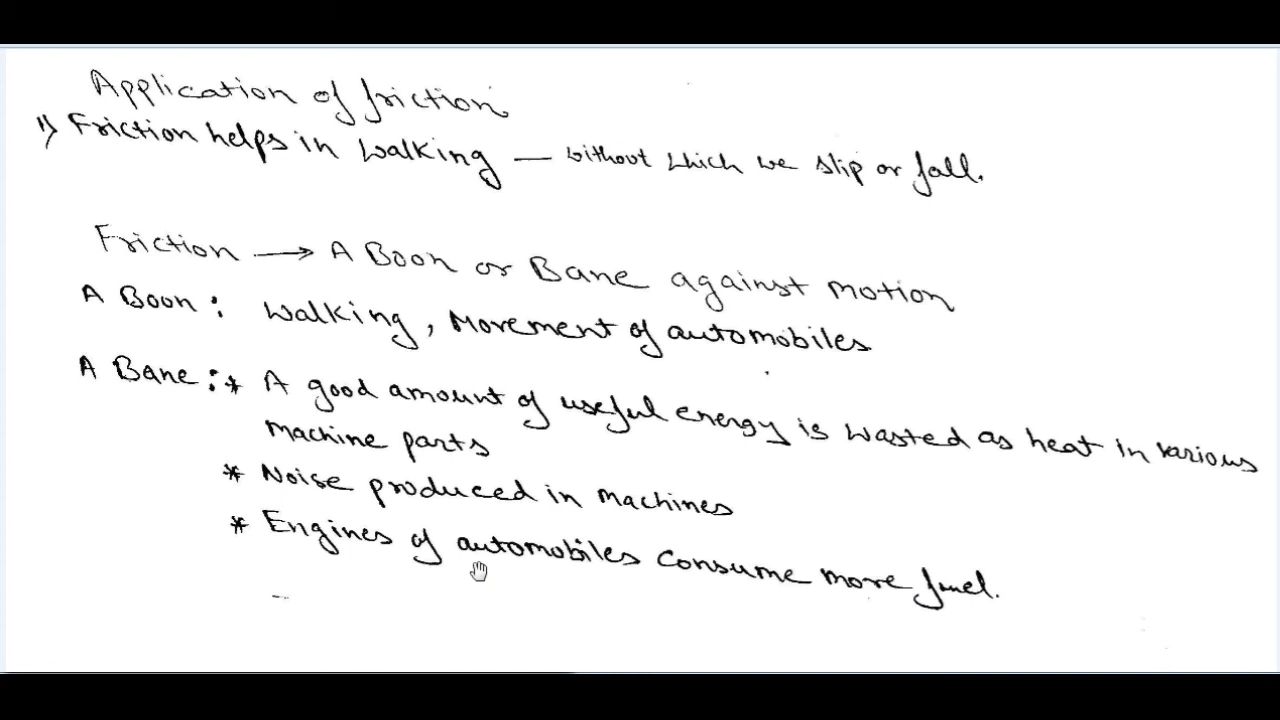 Application of friction.
1) Friction helps in walking — without which we slip or fall.
Friction → A Boon or Bane against motion
A Boon: Walking, Movement of automobiles
A Bane: * A good amount of useful energy is wasted as heat in various
machine parts
* Noise produced in machines
* Engines of automobiles consume more fuel.